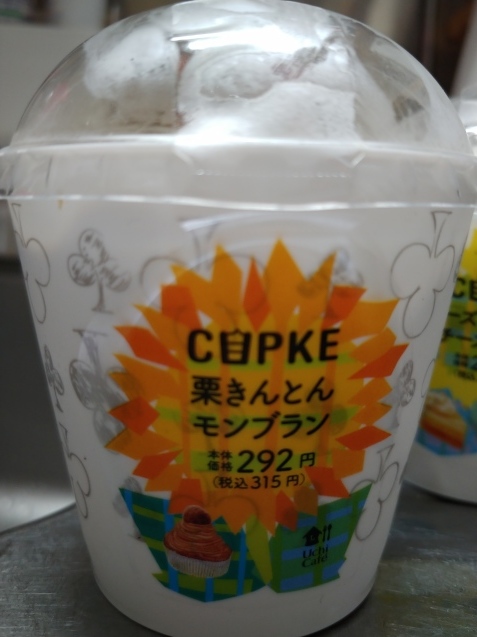 CUPKE
栗きんとん
モンブラン
本体価格 292円
(税込315円)
Uchi Café